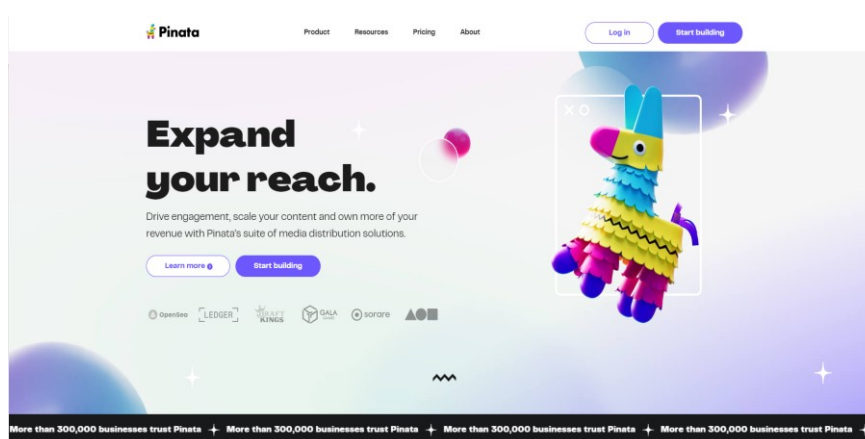 Pinata
Product Resources Pricing About
Log in
Start building
Expand
your reach.
Drive engagement, scale your content and own more of your
revenue with Pinata's suite of media distribution solutions.
Learn more
Start building
OpenSea
LEDGER
DRAFT
KINGS
GALA
sorare
More than 300,000 businesses trust Pinata More than 300,000 businesses trust Pinata More than 300,000 businesses trust Pinata More than 300,000 businesses trust Pinata